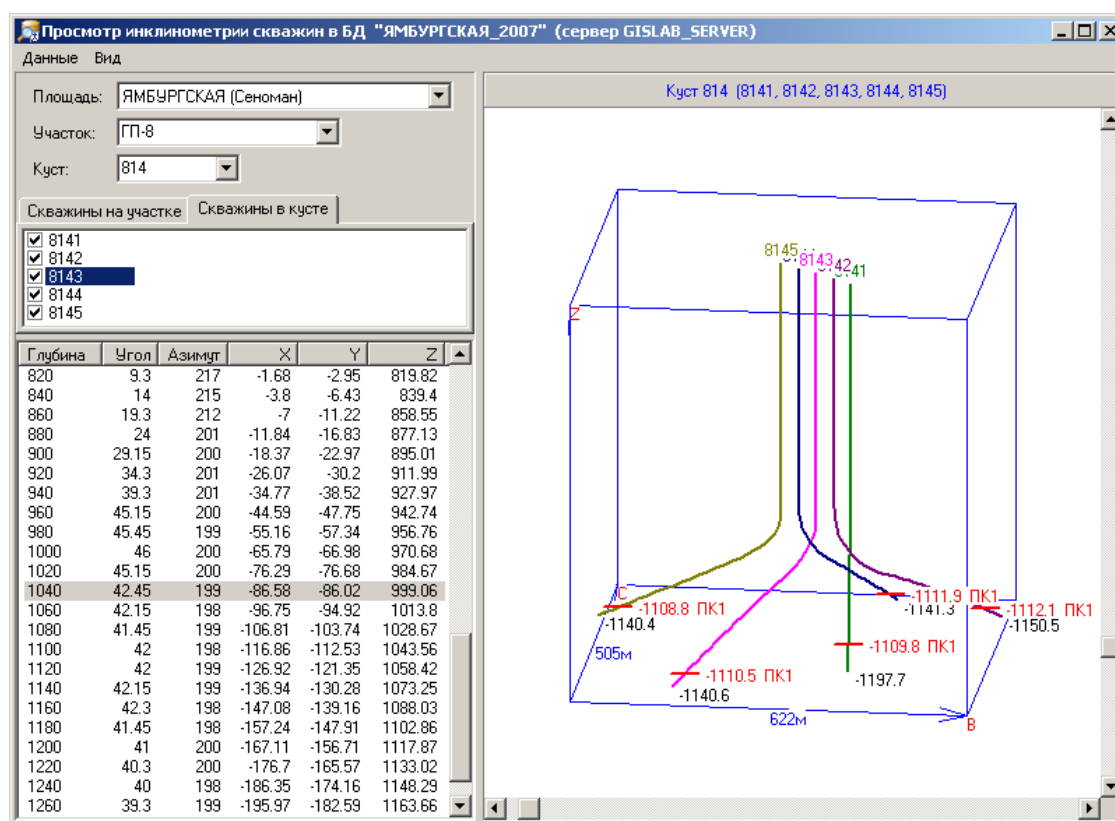 Просмотр инклинометрии скважин в БД "ЯМБУРГСКАЯ_2007" (сервер GISLAB_SERVER)
Данные Вид
Площадь: ЯМБУРГСКАЯ (Сеноман)
Участок: ГП-8
Куст: 814
Скважины на участке Скважины в кусте
8141
8142
8143
8144
8145
Глубина Угол Азимут X Y Z
820 9.3 217 -1.68 -2.95 819.82
840 14 215 -3.8 -6.43 839.4
860 19.3 212 -7 -11.22 858.55
880 24 201 -11.84 -16.83 877.13
900 29.15 200 -18.37 -22.97 895.01
920 34.3 201 -26.07 -30.2 911.99
940 39.3 201 -34.77 -38.52 927.97
960 45.15 200 -44.59 -47.75 942.74
980 45.45 199 -55.16 -57.34 956.76
1000 46 200 -65.79 -66.98 970.68
1020 45.15 200 -76.29 -76.68 984.67
1040 42.45 199 -86.58 -86.02 999.06
1060 42.15 198 -96.75 -94.92 1013.8
1080 41.45 199 -106.81 -103.74 1028.67
1100 42 198 -116.86 -112.53 1043.56
1120 42 199 -126.92 -121.35 1058.42
1140 42.15 199 -136.94 -130.28 1073.25
1160 42.3 198 -147.08 -139.16 1088.03
1180 41.45 198 -157.24 -147.91 1102.86
1200 41 200 -167.11 -156.71 1117.87
1220 40.3 200 -176.7 -165.57 1133.02
1240 40 198 -186.35 -174.16 1148.29
1260 39.3 199 -195.97 -182.59 1163.66
Куст 814 (8141, 8142, 8143, 8144, 8145)
8145 8143 42 41
Z
С
-1111.9 ПК1
-1108.8 ПК1
-1141.3
-1112.1 ПК1
-1140.4
-1150.5
-1109.8 ПК1
505м
-1110.5 ПК1
-1197.7
-1140.6
622м
В